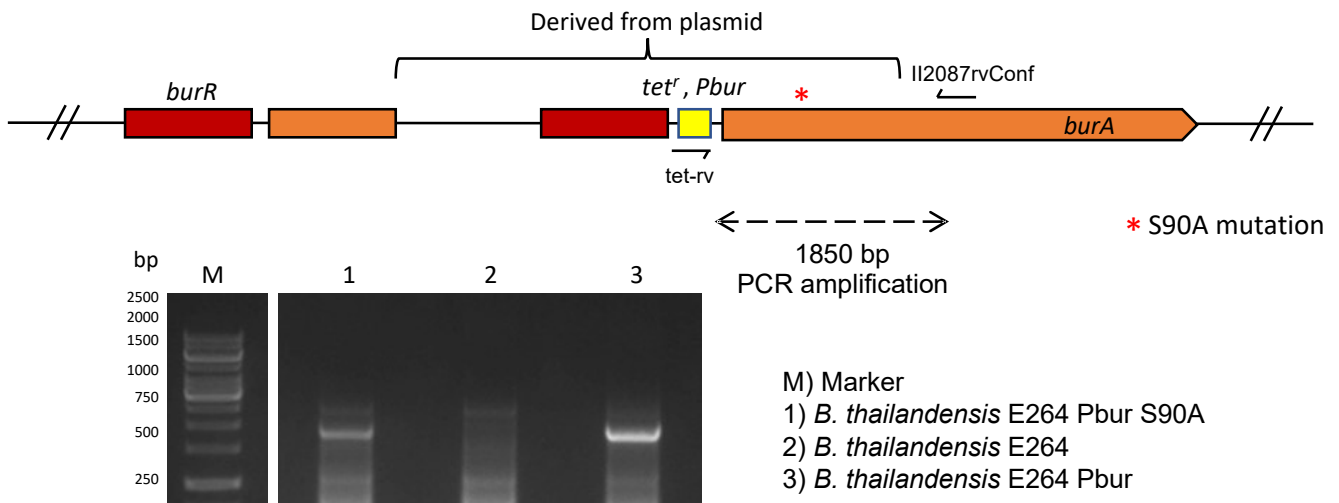 Derived from plasmid
burR
tetʳ , Pbur
*
II2087rvConf
burA
tet-rv
* S90A mutation
1850 bp
PCR amplification
bp
M
1
2
3
2500
2000
1500
1000
750
500
250
M) Marker
1) B. thailandensis E264 Pbur S90A
2) B. thailandensis E264
3) B. thailandensis E264 Pbur